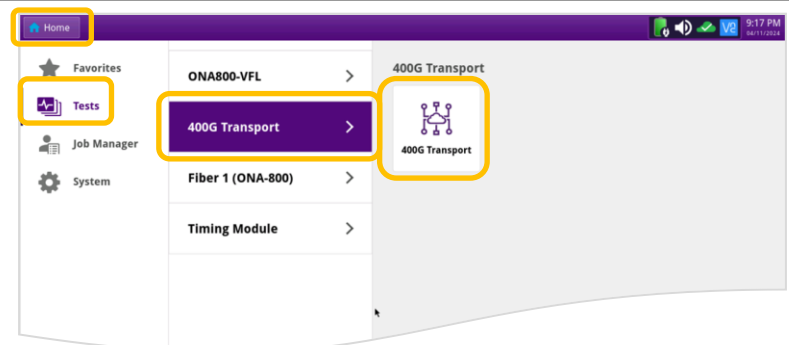 Home
9:17 PM
04/11/2024
Favorites
Tests
Job Manager
System
ONA800-VFL
400G Transport
Fiber 1 (ONA-800)
Timing Module
400G Transport
400G Transport